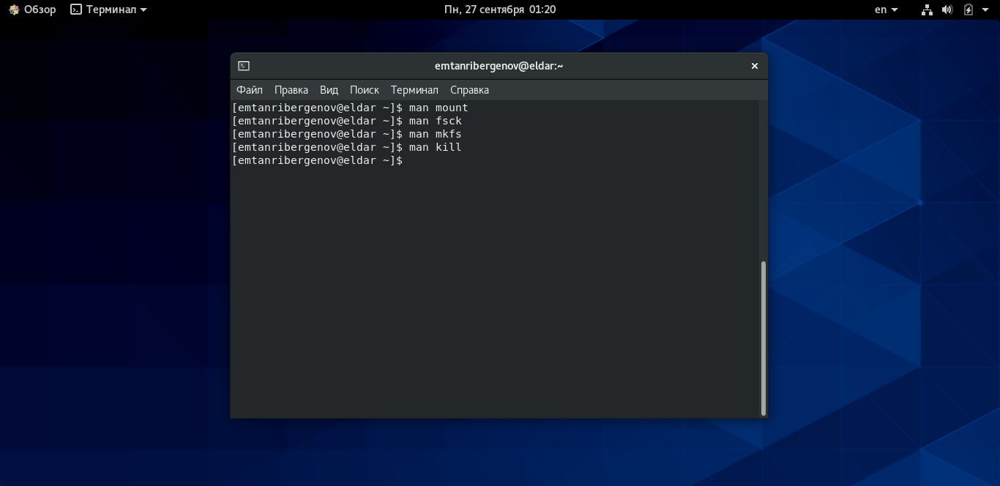 Обзор Терминал Пн, 27 сентября 01:20 en
emtanribergenov@eldar:~
Файл Правка Вид Поиск Терминал Справка
[emtanribergenov@eldar ~]$ man mount
[emtanribergenov@eldar ~]$ man fsck
[emtanribergenov@eldar ~]$ man mkfs
[emtanribergenov@eldar ~]$ man kill
[emtanribergenov@eldar ~]$